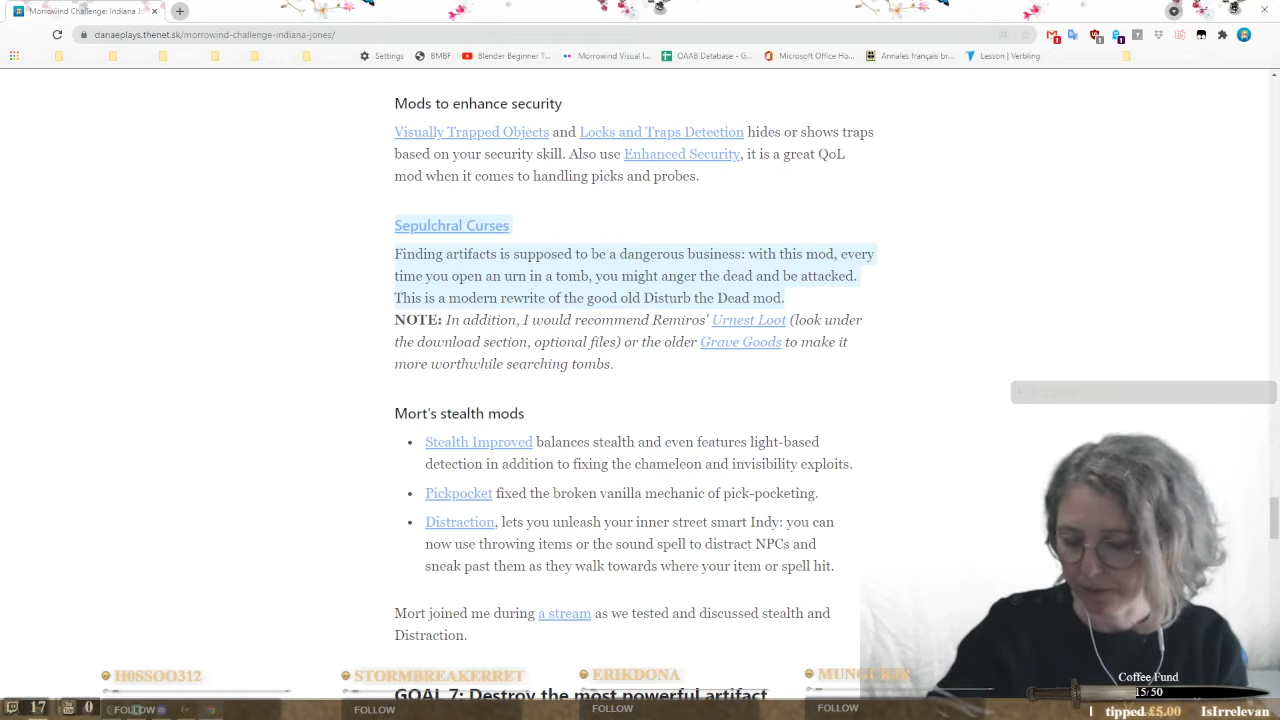 Morrowind Challenge: Indiana J
danaeplays.thenet.sk/morrowind-challenge-indiana-jones/
Settings
BMBF
Blender Beginner T...
Morrowind Visual I...
OAAB Database - G...
Microsoft Office Ho...
Annales français br...
Lesson | Verbling
Mods to enhance security
Visually Trapped Objects and Locks and Traps Detection hides or shows traps
based on your security skill. Also use Enhanced Security, it is a great QoL
mod when it comes to handling picks and probes.
Sepulchral Curses
Finding artifacts is supposed to be a dangerous business: with this mod, every
time you open an urn in a tomb, you might anger the dead and be attacked.
This is a modern rewrite of the good old Disturb the Dead mod.
NOTE: In addition, I would recommend Remiros' Urnest Loot (look under
the download section, optional files) or the older Grave Goods to make it
more worthwhile searching tombs.
Mort's stealth mods
• Stealth Improved balances stealth and even features light-based
detection in addition to fixing the chameleon and invisibility exploits.
• Pickpocket fixed the broken vanilla mechanic of pick-pocketing.
• Distraction, lets you unleash your inner street smart Indy: you can
now use throwing items or the sound spell to distract NPCs and
sneak past them as they walk towards where your item or spell hit.
Mort joined me during a stream as we tested and discussed stealth and
Distraction.
GOAL 7: Destroy the most powerful artifact
H0SSOO312
STORMBREAKERRET
ERIKDONA
FOLLOW
FOLLOW
FOLLOW
FOLLOW
17
0
Coffee Fund
15/50
tipped £5.00 IsIrrelevan